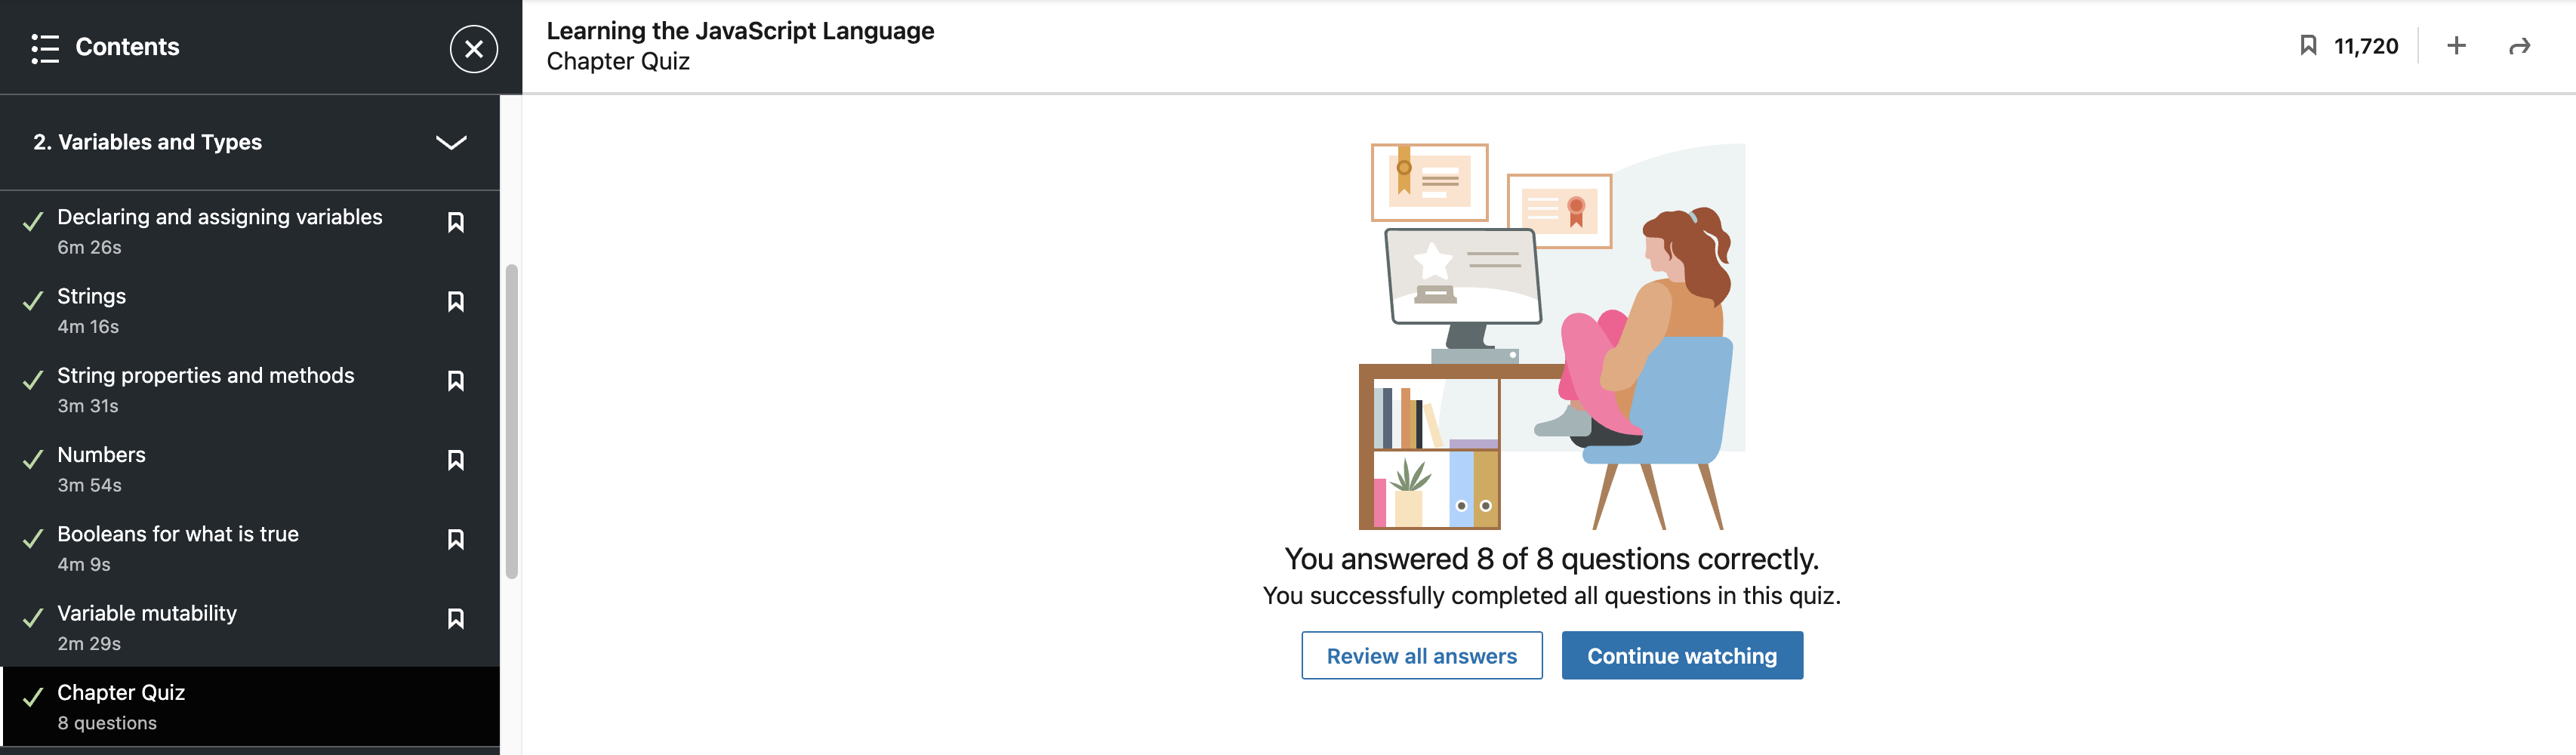 Contents
2. Variables and Types
Declaring and assigning variables
6m 26s
Strings
4m 16s
String properties and methods
3m 31s
Numbers
3m 54s
Booleans for what is true
4m 9s
Variable mutability
2m 29s
Chapter Quiz
8 questions
Learning the JavaScript Language
Chapter Quiz
11,720
You answered 8 of 8 questions correctly.
You successfully completed all questions in this quiz.
Review all answers
Continue watching